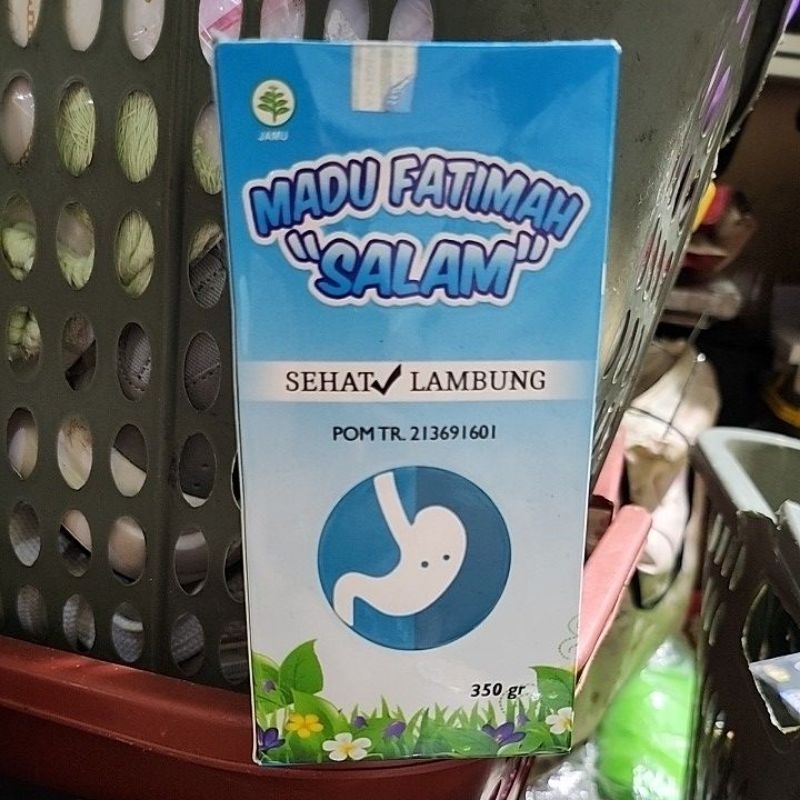 JAMU
MADU FATIMAH
"SALAM"
SEHAT✓ LAMBUNG
POM TR. 213691601
350 gr